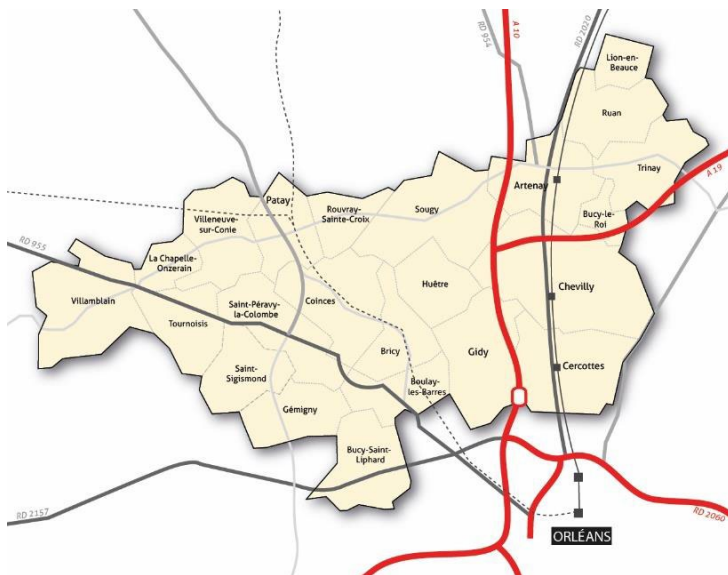 A 10
RD 954
RD 2020
Lion-en-
Beauce
Ruan
Trinay
A 19
Artenay
Patay
Rouvray-
Sainte-Croix
Sougy
Villeneuve-
sur-Conie
Bucy-le-
Roi
RD 955
La Chapelle-
Onzerain
Villamblain
Huêtre
Chevilly
Saint-Péravy-
la-Colombe
Coinces
Tournoisis
Bricy
Gidy
Cercottes
Saint-
Sigismond
Boulay-
les-Barres
Gémigny
Bucy-Saint-
Liphard
RD 2157
RD 2060
ORLÉANS